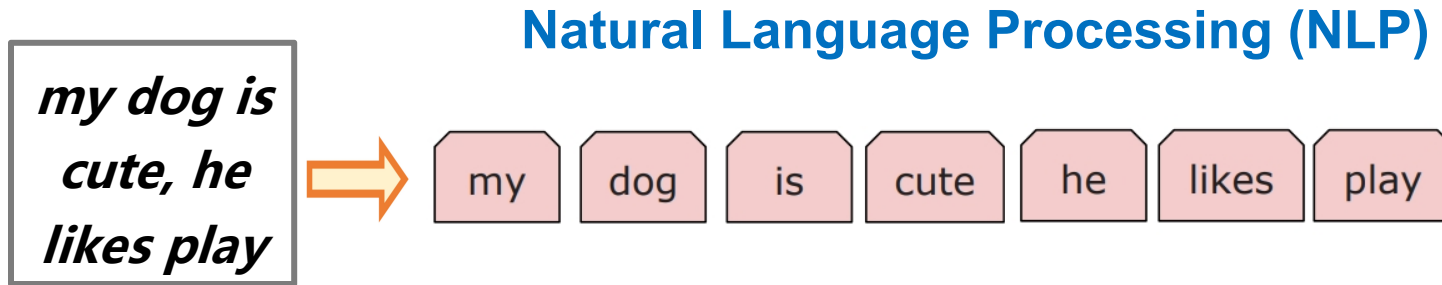 Natural Language Processing (NLP)
my dog is
cute, he
likes play
my dog is cute he likes play